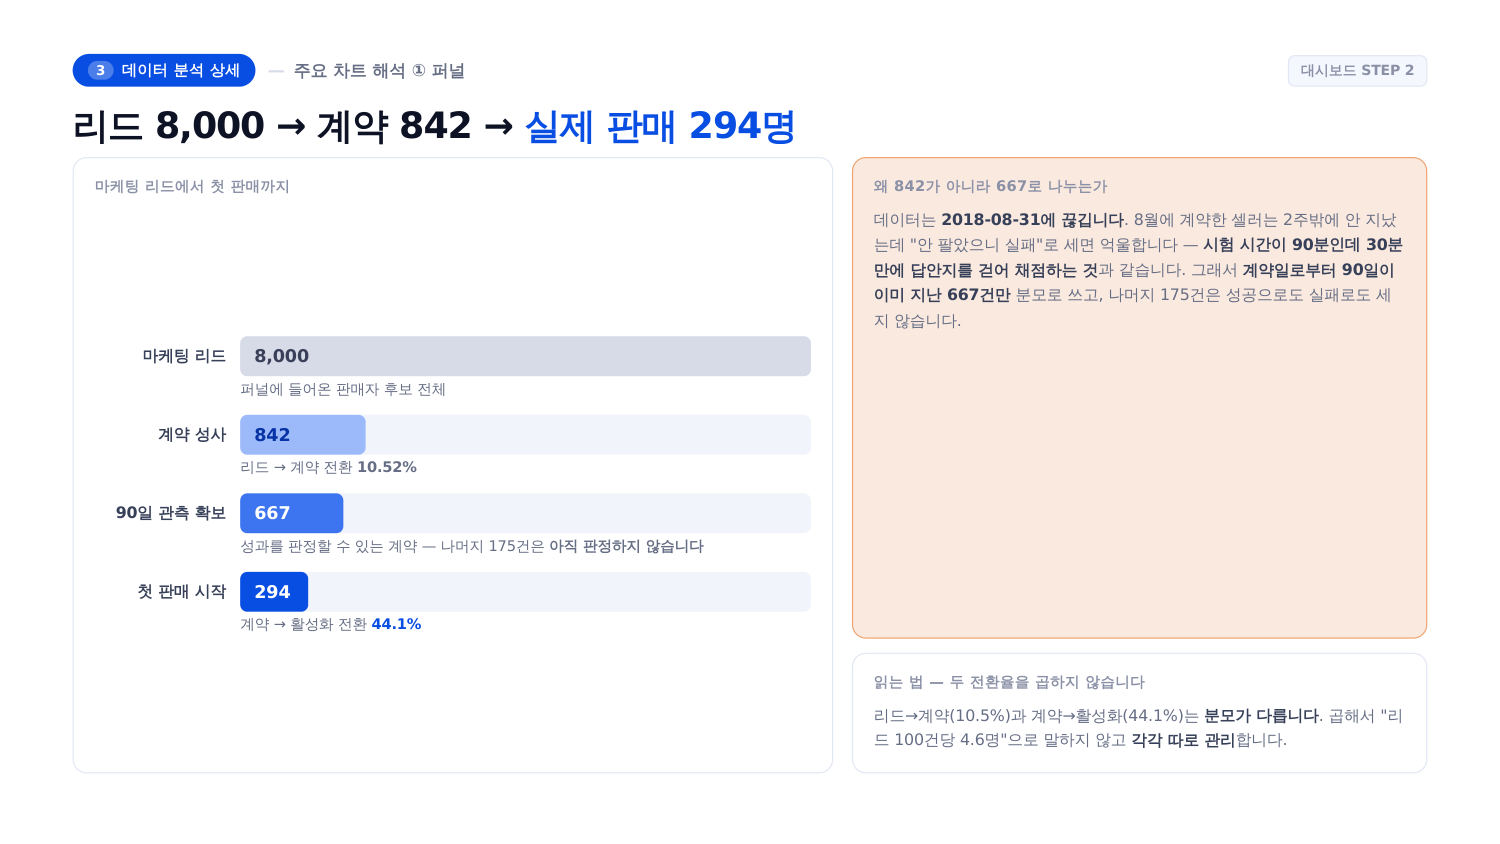 3 데이터 분석 상세 — 주요 차트 해석 ① 퍼널
대시보드 STEP 2
리드 8,000 → 계약 842 → 실제 판매 294명
마케팅 리드에서 첫 판매까지
마케팅 리드 8,000
퍼널에 들어온 판매자 후보 전체
계약 성사 842
리드 → 계약 전환 10.52%
90일 관측 확보 667
성과를 판정할 수 있는 계약 — 나머지 175건은 아직 판정하지 않습니다
첫 판매 시작 294
계약 → 활성화 전환 44.1%
왜 842가 아니라 667로 나누는가
데이터는 2018-08-31에 끊깁니다. 8월에 계약한 셀러는 2주밖에 안 지났
는데 "안 팔았으니 실패"로 세면 억울합니다 — 시험 시간이 90분인데 30분
만에 답안지를 걷어 채점하는 것과 같습니다. 그래서 계약일로부터 90일이
이미 지난 667건만 분모로 쓰고, 나머지 175건은 성공으로도 실패로도 세
지 않습니다.
읽는 법 — 두 전환율을 곱하지 않습니다
리드→계약(10.5%)과 계약→활성화(44.1%)는 분모가 다릅니다. 곱해서 "리
드 100건당 4.6명"으로 말하지 않고 각각 따로 관리합니다.